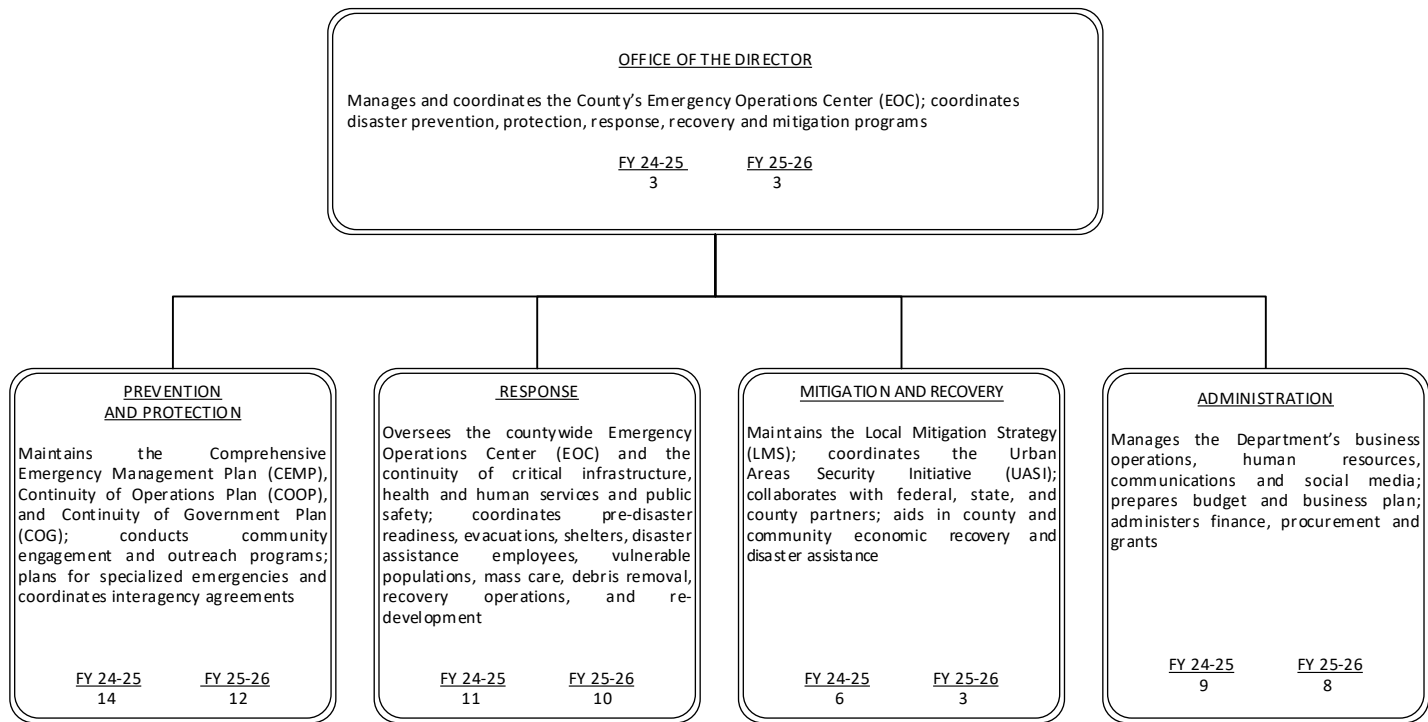 OFFICE OF THE DIRECTOR
Manages and coordinates the County's Emergency Operations Center (EOC); coordinates
disaster prevention, protection, response, recovery and mitigation programs
FY 24-25 FY 25-26
3 3
PREVENTION
AND PROTECTION
Maintains the Comprehensive
Emergency Management Plan (CEMP),
Continuity of Operations Plan (COOP),
and Continuity of Government Plan
(COG); conducts community
engagement and outreach programs;
plans for specialized emergencies and
coordinates interagency agreements
FY 24-25 FY 25-26
14 12
RESPONSE
Oversees the countywide Emergency
Operations Center (EOC) and the
continuity of critical infrastructure,
health and human services and public
safety; coordinates pre-disaster
readiness, evacuations, shelters, disaster
assistance employees, vulnerable
populations, mass care, debris removal,
recovery operations, and re-
development
FY 24-25 FY 25-26
11 10
MITIGATION AND RECOVERY
Maintains the Local Mitigation Strategy
(LMS); coordinates the Urban
Areas Security Initiative (UASI);
collaborates with federal, state, and
county partners; aids in county and
community economic recovery and
disaster assistance
FY 24-25 FY 25-26
6 3
ADMINISTRATION
Manages the Department's business
operations, human resources,
communications and social media;
prepares budget and business plan;
administers finance, procurement and
grants
FY 24-25 FY 25-26
9 8